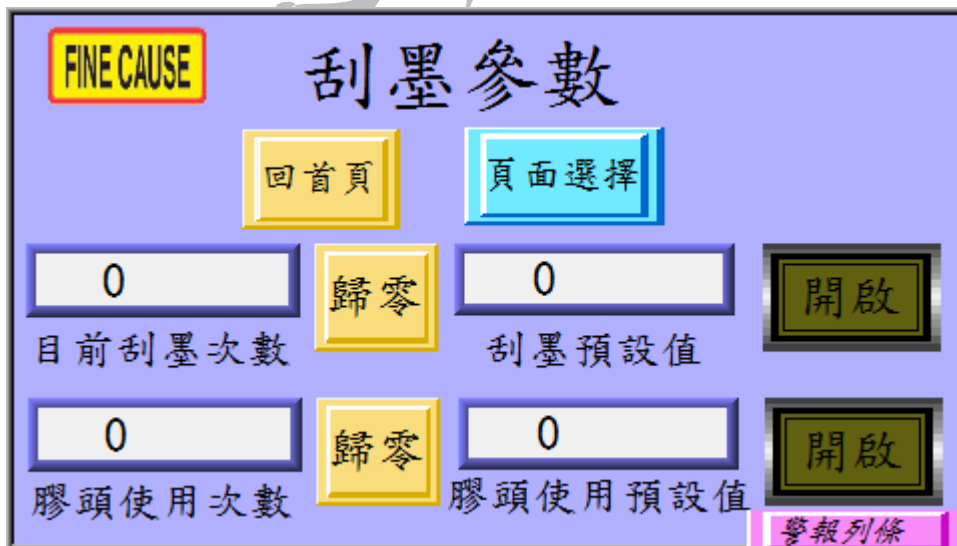 FINE CAUSE
刮墨參數
回首頁
頁面選擇
0
歸零
0
開啟
目前刮墨次數
刮墨預設值
0
歸零
0
開啟
膠頭使用次數
膠頭使用預設值
警報列條